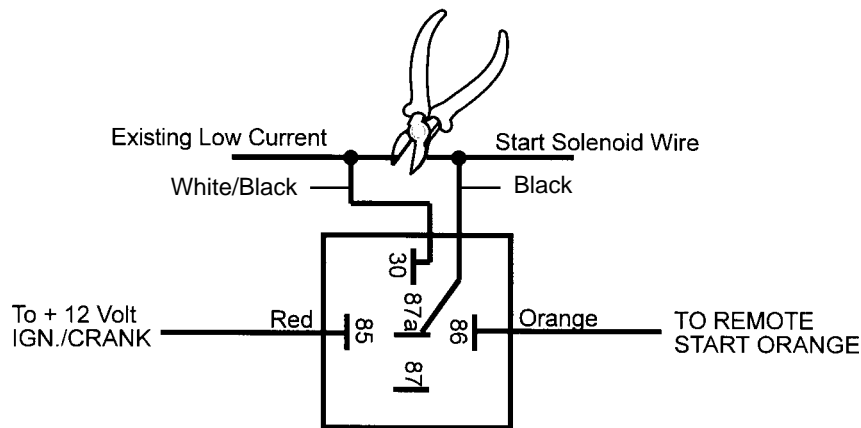 Existing Low Current
Start Solenoid Wire
White/Black
Black
30
87a
To + 12 Volt
IGN./CRANK
Red
85
86
Orange
TO REMOTE
START ORANGE
87